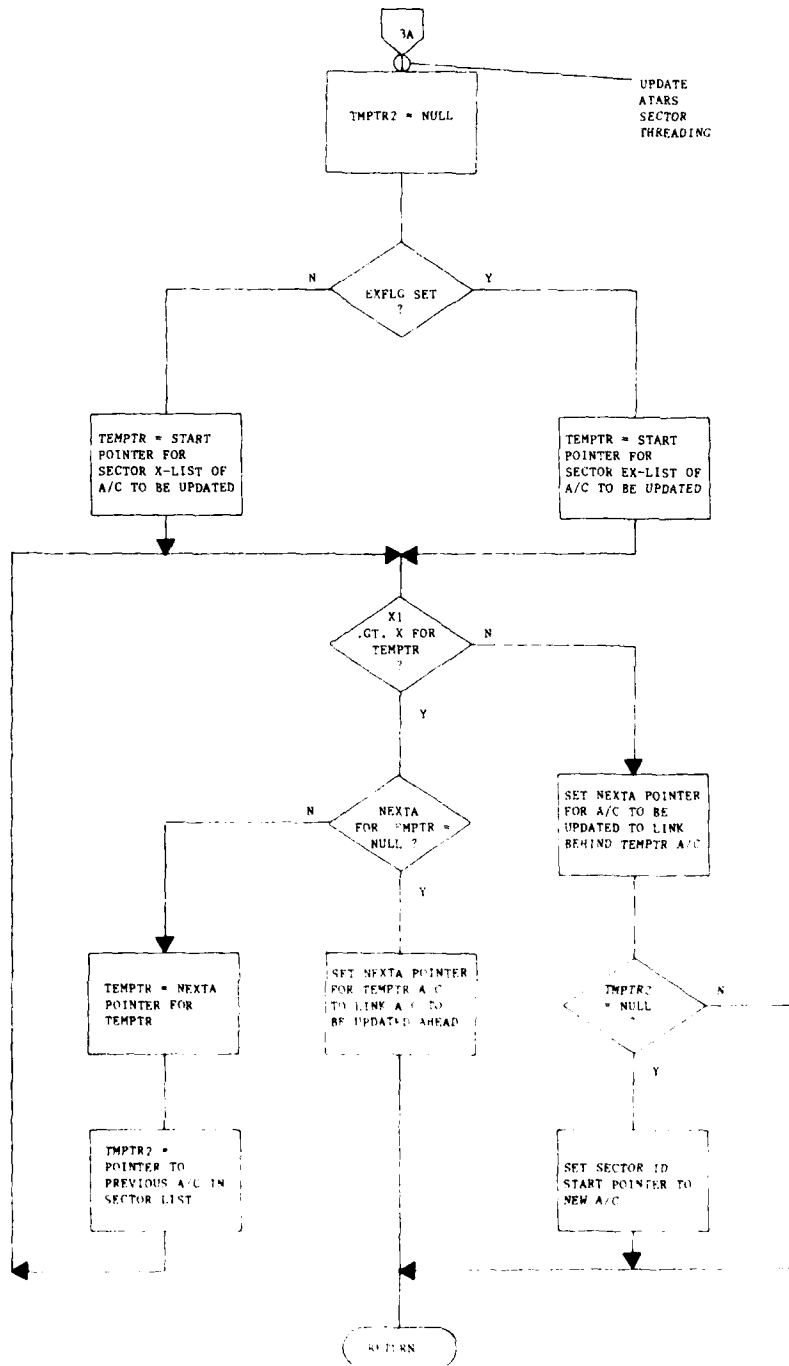 3A
UPDATE
ATARS
SECTOR
THREADING
TMPTR2 = NULL
N
EXFLG SET
?
Y
TEMPTR = START
POINTER FOR
SECTOR X-LIST OF
A/C TO BE UPDATED
TEMPTR = START
POINTER FOR
SECTOR EX-LIST OF
A/C TO BE UPDATED
X1
.GT. X FOR
TEMPTR
?
N
Y
N
NEXTA
FOR TEMPTR =
NULL ?
Y
SET NEXTA POINTER
FOR A/C TO BE
UPDATED TO LINK
BEHIND TEMPTR A/C
TEMPTR = NEXTA
POINTER FOR
TEMPTR
SET NEXTA POINTER
FOR TEMPTR A/C
TO LINK A/C TO
BE UPDATED AHEAD
TMPTR2
= NULL
?
N
Y
TMPTR2 =
POINTER TO
PREVIOUS A/C IN
SECTOR LIST
SET SECTOR ID
START POINTER TO
NEW A/C
RETURN